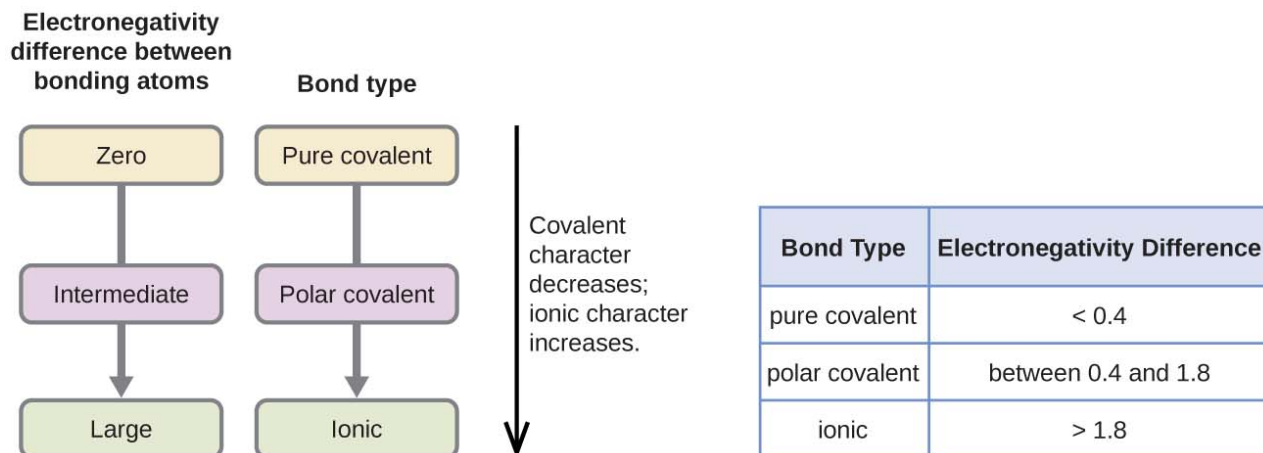 Electronegativity
difference between
bonding atoms
Bond type
Zero
Pure covalent
Intermediate
Polar covalent
Large
Ionic
Covalent
character
decreases;
ionic character
increases.
Bond Type Electronegativity Difference
pure covalent < 0.4
polar covalent between 0.4 and 1.8
ionic > 1.8